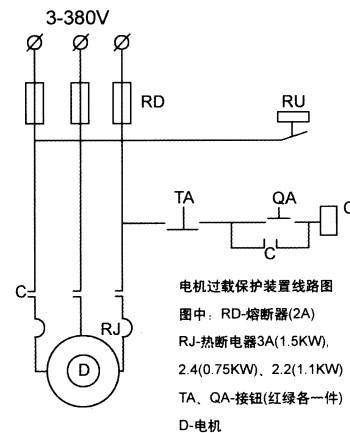 3-380V
RD
RU
TA
QA
C
C
C
RJ
D
电机过载保护装置线路图
图中：RD-熔断器(2A)
RJ-热断电器3A(1.5KW),
2.4(0.75KW)、2.2(1.1KW)
TA、QA-接钮(红绿各一件)
D-电机